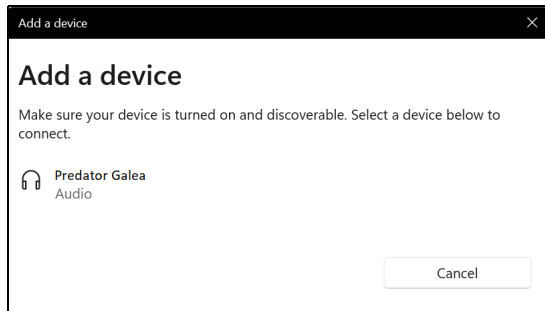 Add a device
Add a device
Make sure your device is turned on and discoverable. Select a device below to
connect.
Predator Galea
Audio
Cancel